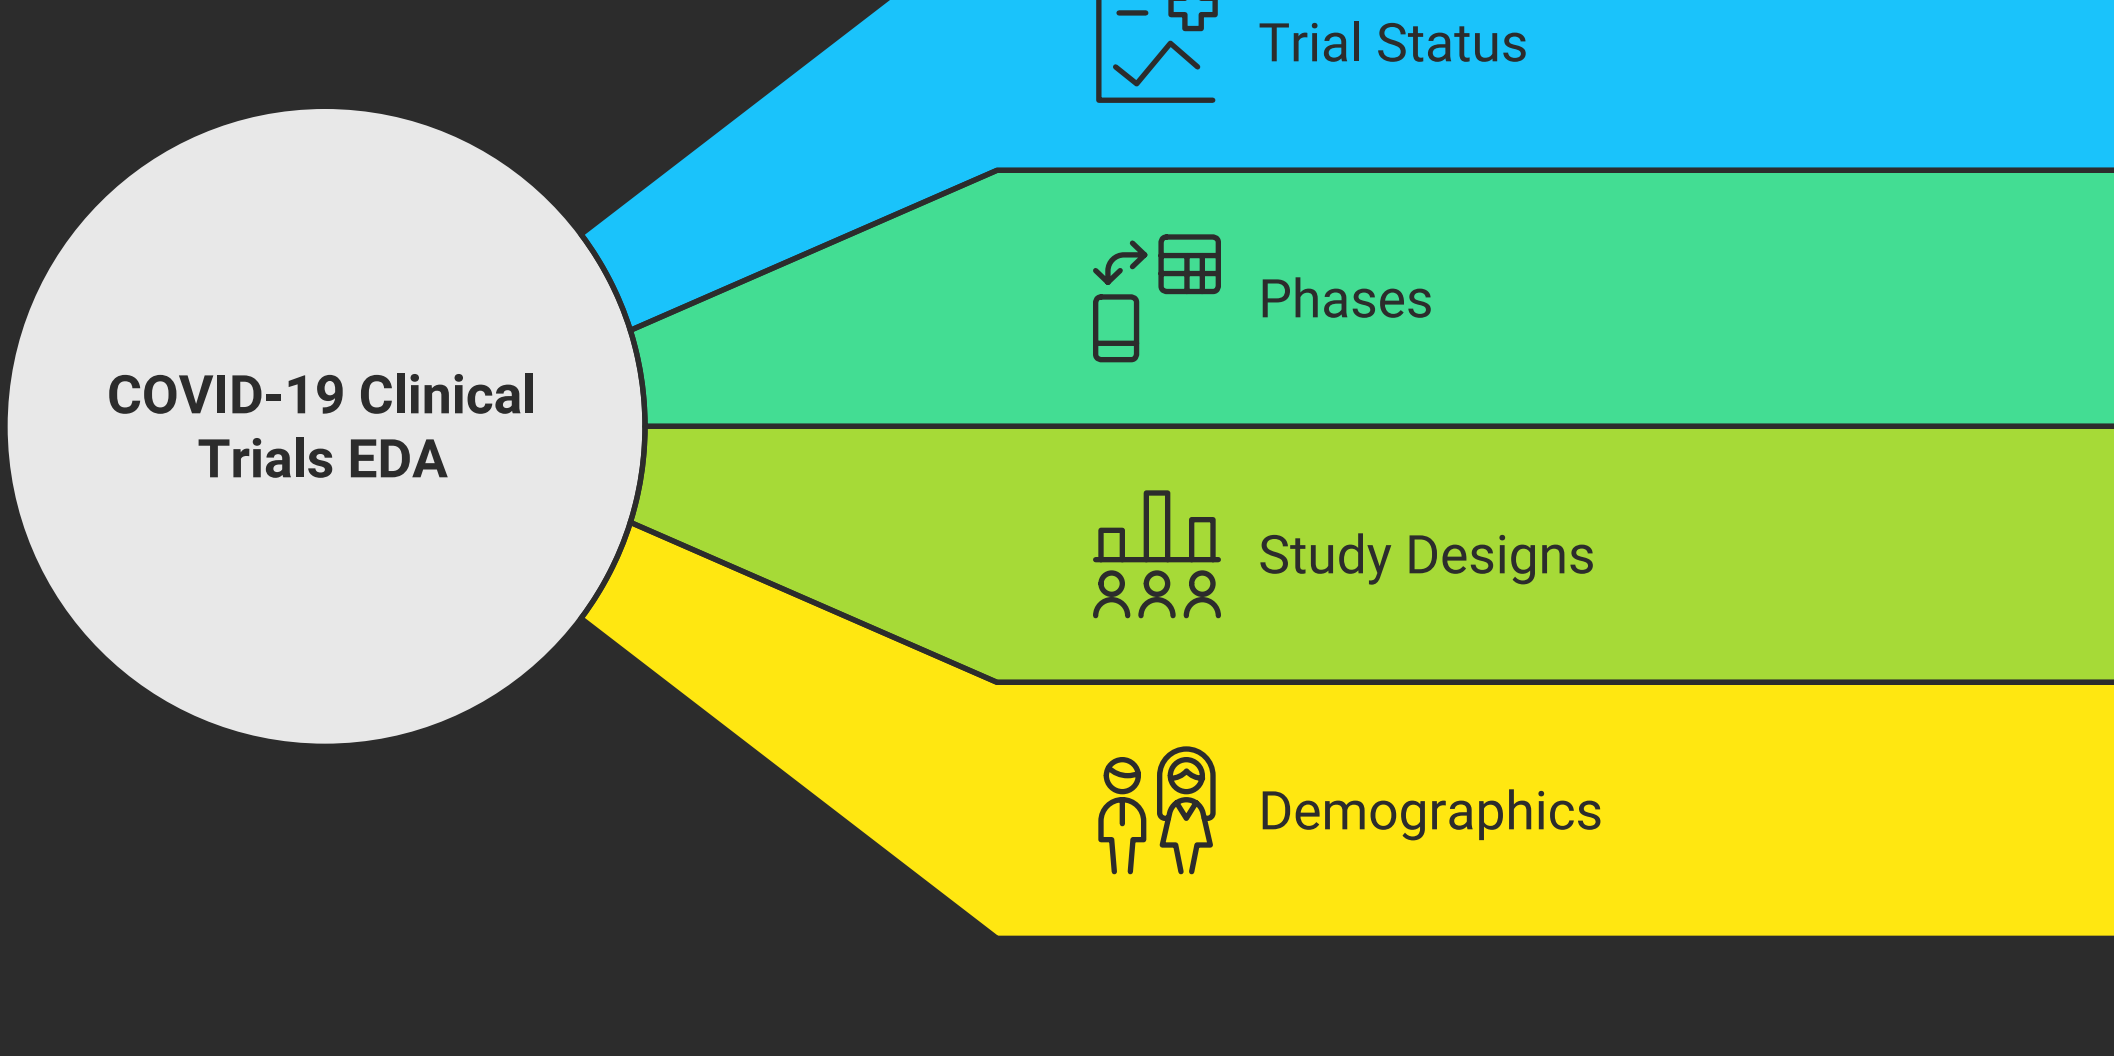 Trial Status
Phases
COVID-19 Clinical
Trials EDA
Study Designs
Demographics